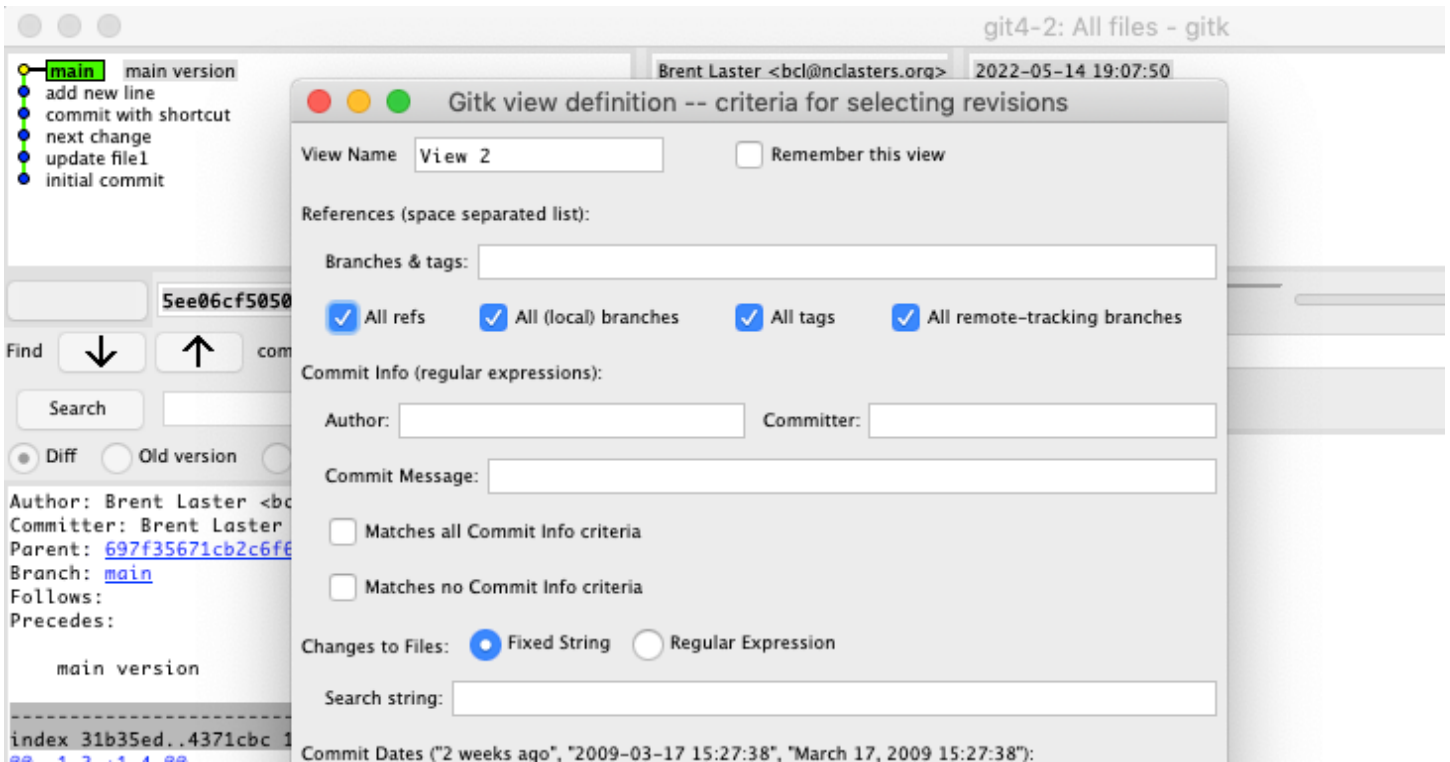 git4-2: All files - gitk
main main version Brent Laster <bcl@nclasters.org> 2022-05-14 19:07:50
add new line
commit with shortcut
next change
update file1
initial commit
Gitk view definition -- criteria for selecting revisions
View Name View 2 Remember this view
References (space separated list):
Branches & tags:
5ee06cf5050
All refs All (local) branches All tags All remote-tracking branches
Find com
Commit Info (regular expressions):
Search
Author: Committer:
Diff Old version
Commit Message:
Author: Brent Laster <bc
Committer: Brent Laster
Parent: 697f35671cb2c6f6
Branch: main
Follows:
Precedes:
main version
Matches all Commit Info criteria
Matches no Commit Info criteria
Changes to Files: Fixed String Regular Expression
Search string:
index 31b35ed..4371cbc 1
Commit Dates ("2 weeks ago", "2009-03-17 15:27:38", "March 17, 2009 15:27:38"):